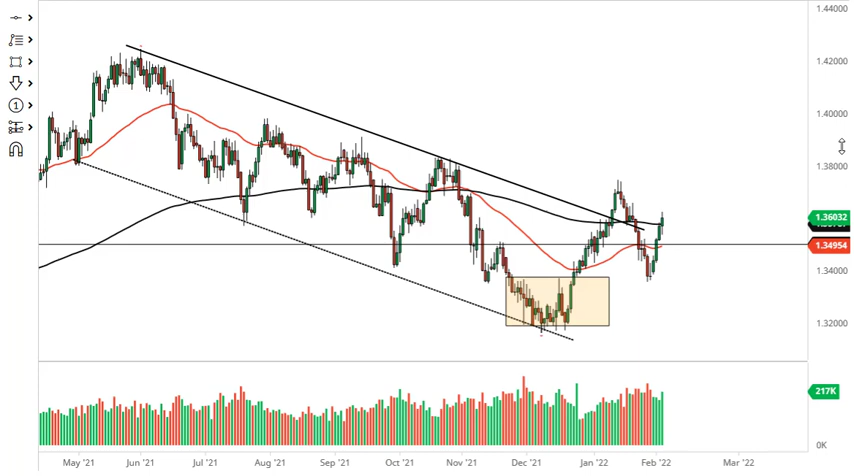 1.44000
1.42000
1.40000
1.38000
1.36032
1.34954
1.34000
1.32000
1
217K
0K
May '21
Jun '21
Jul '21
Aug '21
Sep '21
Oct '21
Nov '21
Dec '21
Jan '22
Feb '22
Mar '22